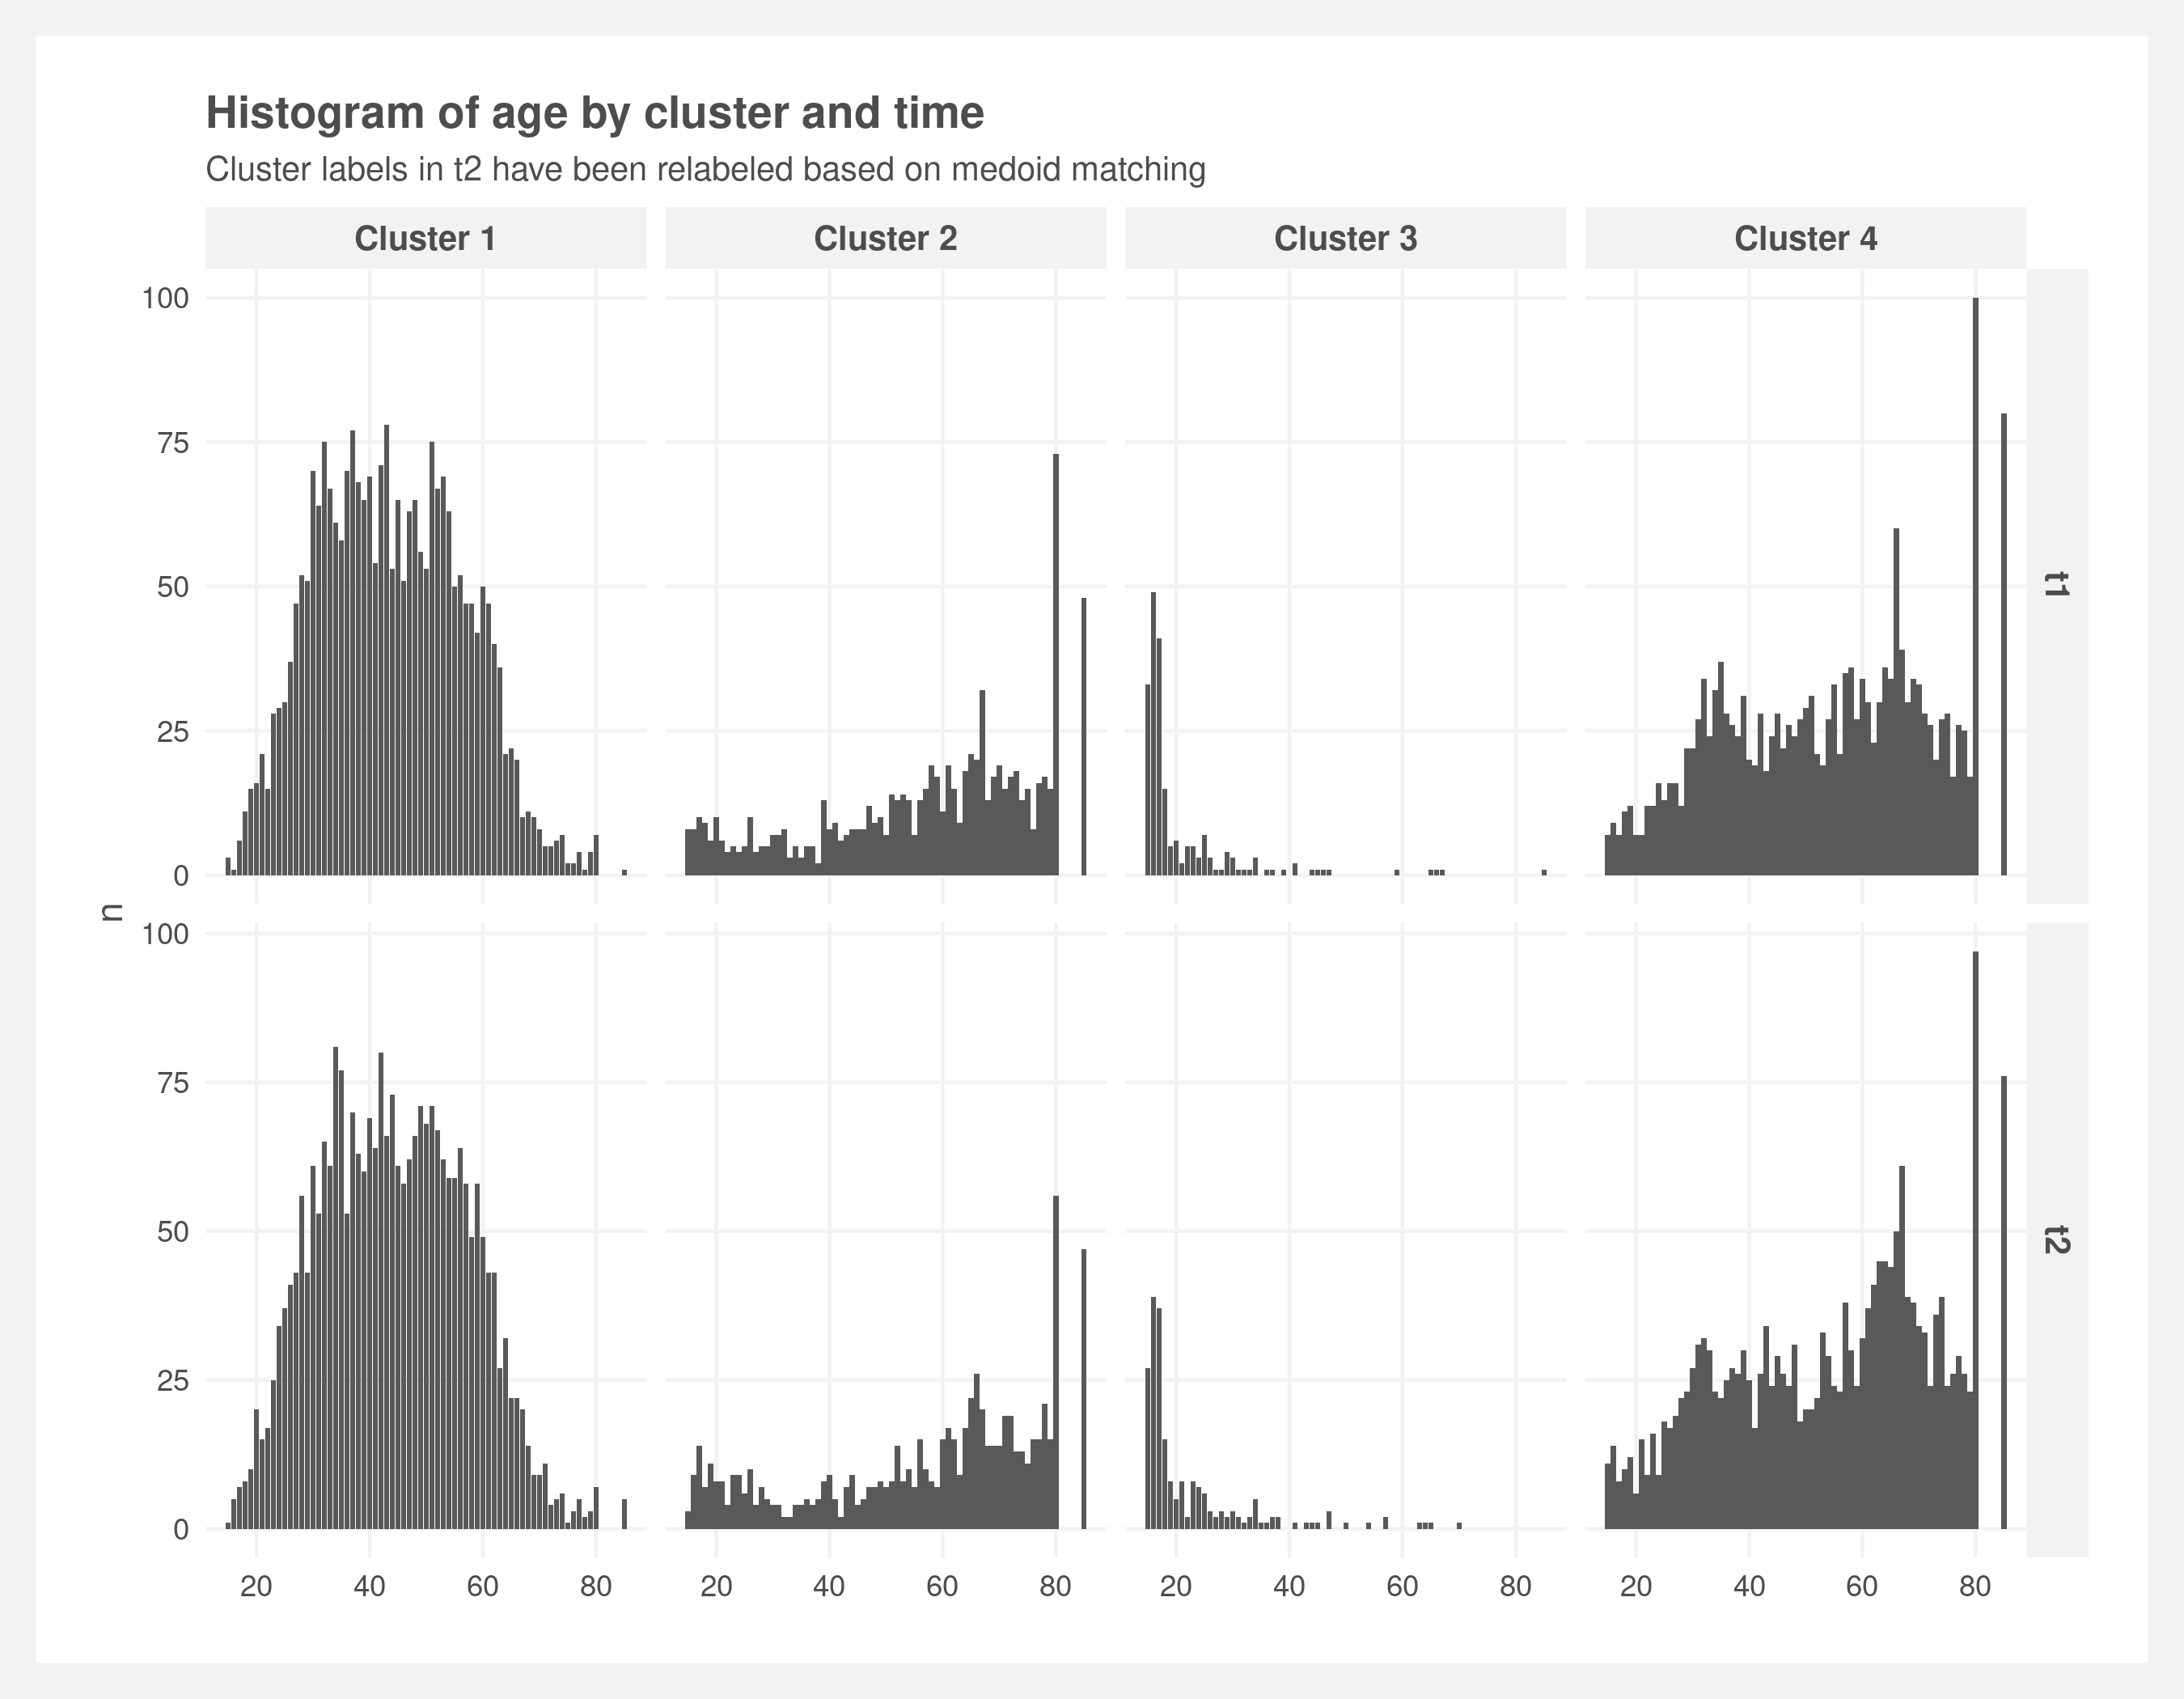 Histogram of age by cluster and time
Cluster labels in t2 have been relabeled based on medoid matching
Cluster 1
Cluster 2
Cluster 3
Cluster 4
100
75
50
25
0
t1
n
100
75
50
25
0
t2
20 40 60 80
20 40 60 80
20 40 60 80
20 40 60 80